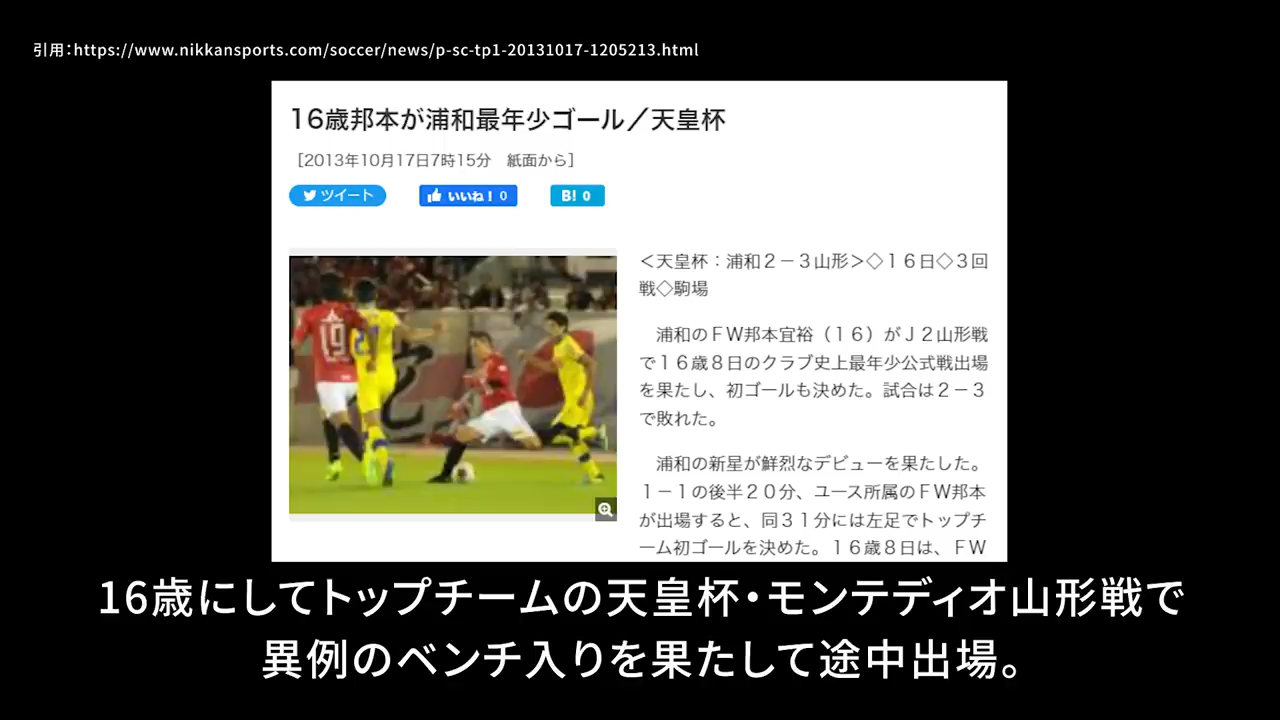 引用：https://www.nikkansports.com/soccer/news/p-sc-tp1-20131017-1205213.html
16歳邦本が浦和最年少ゴール／天皇杯
［2013年10月17日7時15分　紙面から］
ツイート
いいね！ 0
B! 0
＜天皇杯：浦和２－３山形＞◇１６日◇３回
戦◇駒場
浦和のＦＷ邦本宜裕（１６）がＪ２山形戦
で１６歳８日のクラブ史上最年少公式戦出場
を果たし、初ゴールも決めた。試合は２－３
で敗れた。
浦和の新星が鮮烈なデビューを果たした。
１－１の後半２０分、ユース所属のＦＷ邦本
が出場すると、同３１分には左足でトップチ
ーム初ゴールを決めた。１６歳８日は、ＦＷ
19
16歳にしてトップチームの天皇杯・モンテディオ山形戦で
異例のベンチ入りを果たして途中出場。